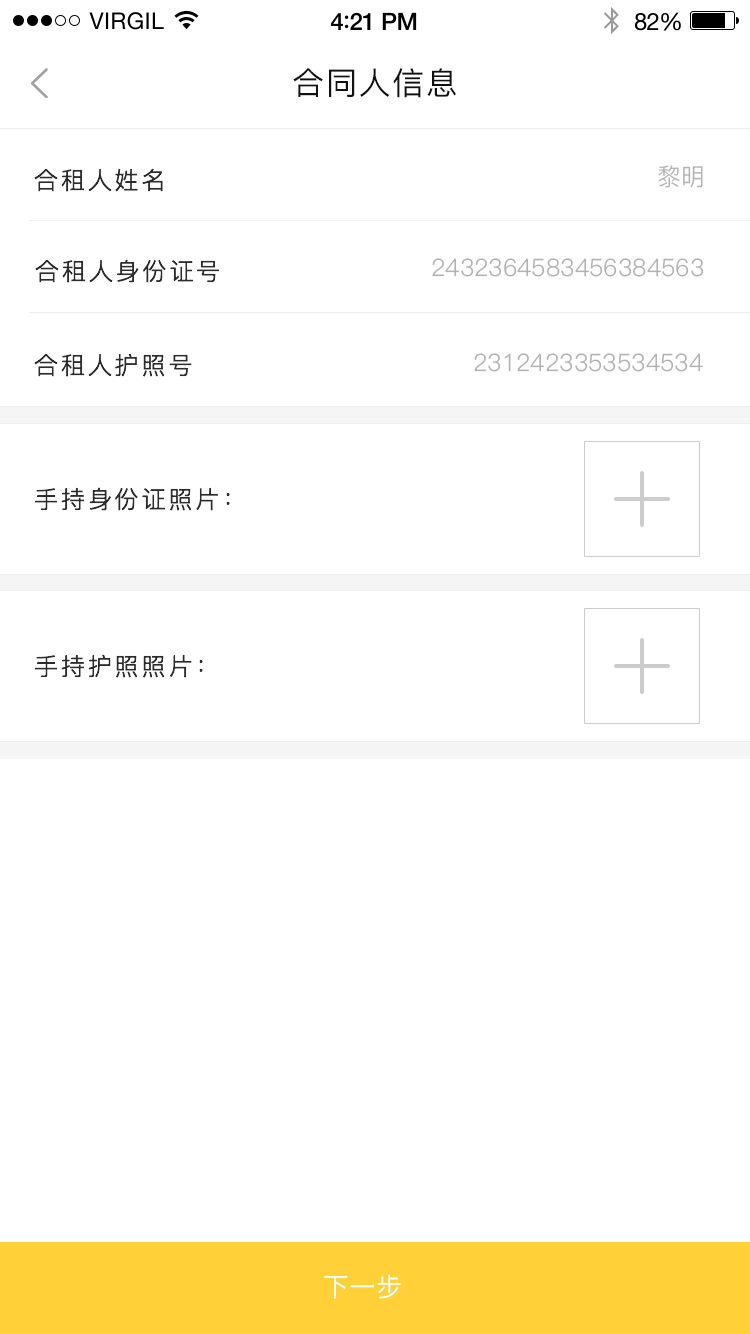 VIRGIL 4:21 PM 82%
合同人信息
合租人姓名 黎明
合租人身份证号 2432364583456384563
合租人护照号 2312423353534534
手持身份证照片：
手持护照照片：
下一步